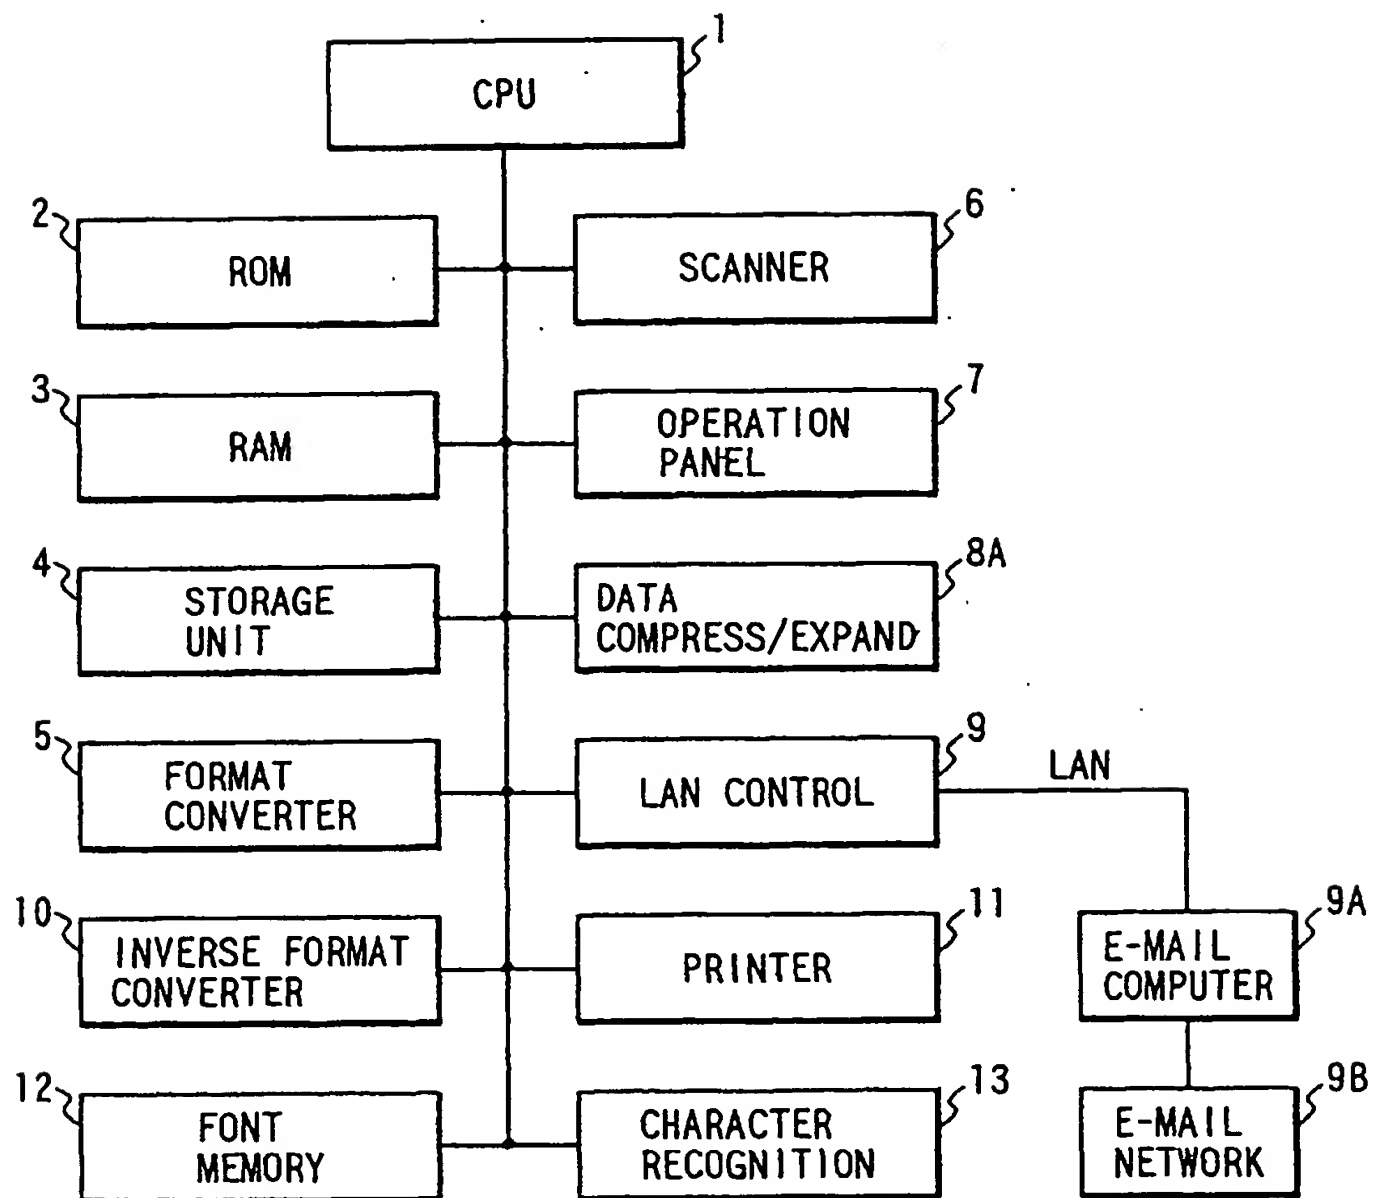 1
CPU
2
ROM
6
SCANNER
3
RAM
7
OPERATION
PANEL
4
STORAGE
UNIT
8A
DATA
COMPRESS/EXPAND
5
FORMAT
CONVERTER
9
LAN CONTROL
LAN
10
INVERSE FORMAT
CONVERTER
11
PRINTER
9A
E-MAIL
COMPUTER
12
FONT
MEMORY
13
CHARACTER
RECOGNITION
9B
E-MAIL
NETWORK